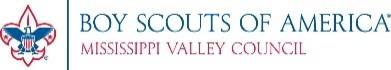 BOY SCOUTS OF AMERICA®
MISSISSIPPI VALLEY COUNCIL